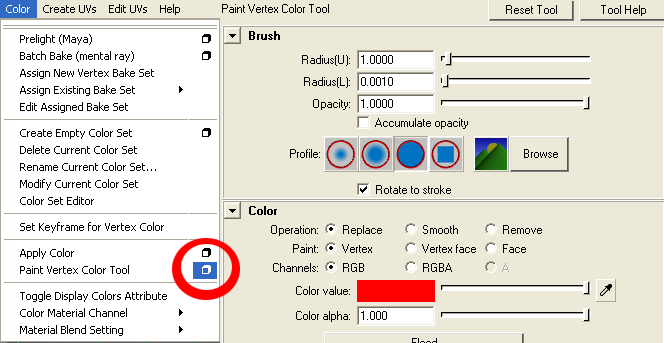 Color Create UVs Edit UVs Help
Prelight (Maya)
Batch Bake (mental ray)
Assign New Vertex Bake Set
Assign Existing Bake Set
Edit Assigned Bake Set
Create Empty Color Set
Delete Current Color Set
Rename Current Color Set...
Modify Current Color Set
Color Set Editor
Set Keyframe for Vertex Color
Apply Color
Paint Vertex Color Tool
Toggle Display Colors Attribute
Color Material Channel
Material Blend Setting
Paint Vertex Color Tool Reset Tool Tool Help
Brush
Radius(U): 1.0000
Radius(L): 0.0010
Opacity: 1.0000
Accumulate opacity
Profile: Browse
Rotate to stroke
Color
Operation: Replace Smooth Remove
Paint: Vertex Vertex face Face
Channels: RGB RGBA A
Color value:
Color alpha: 1.000
Flood